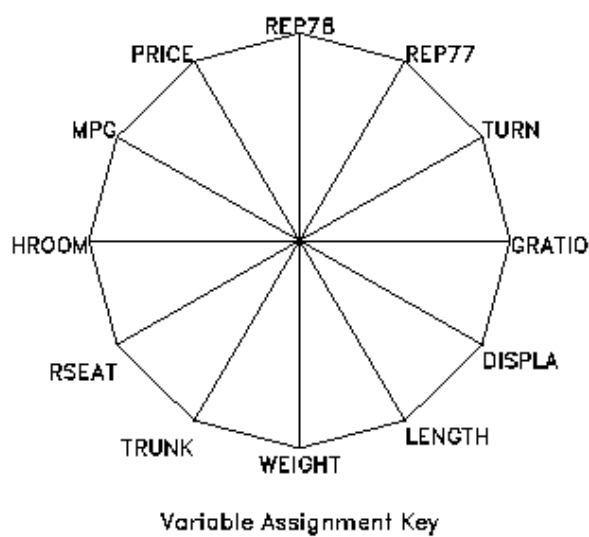 REP78
PRICE REP77
MPG TURN
HROOM GRATIO
DISPLA
RSEAT
LENGTH
TRUNK
WEIGHT
Variable Assignment Key